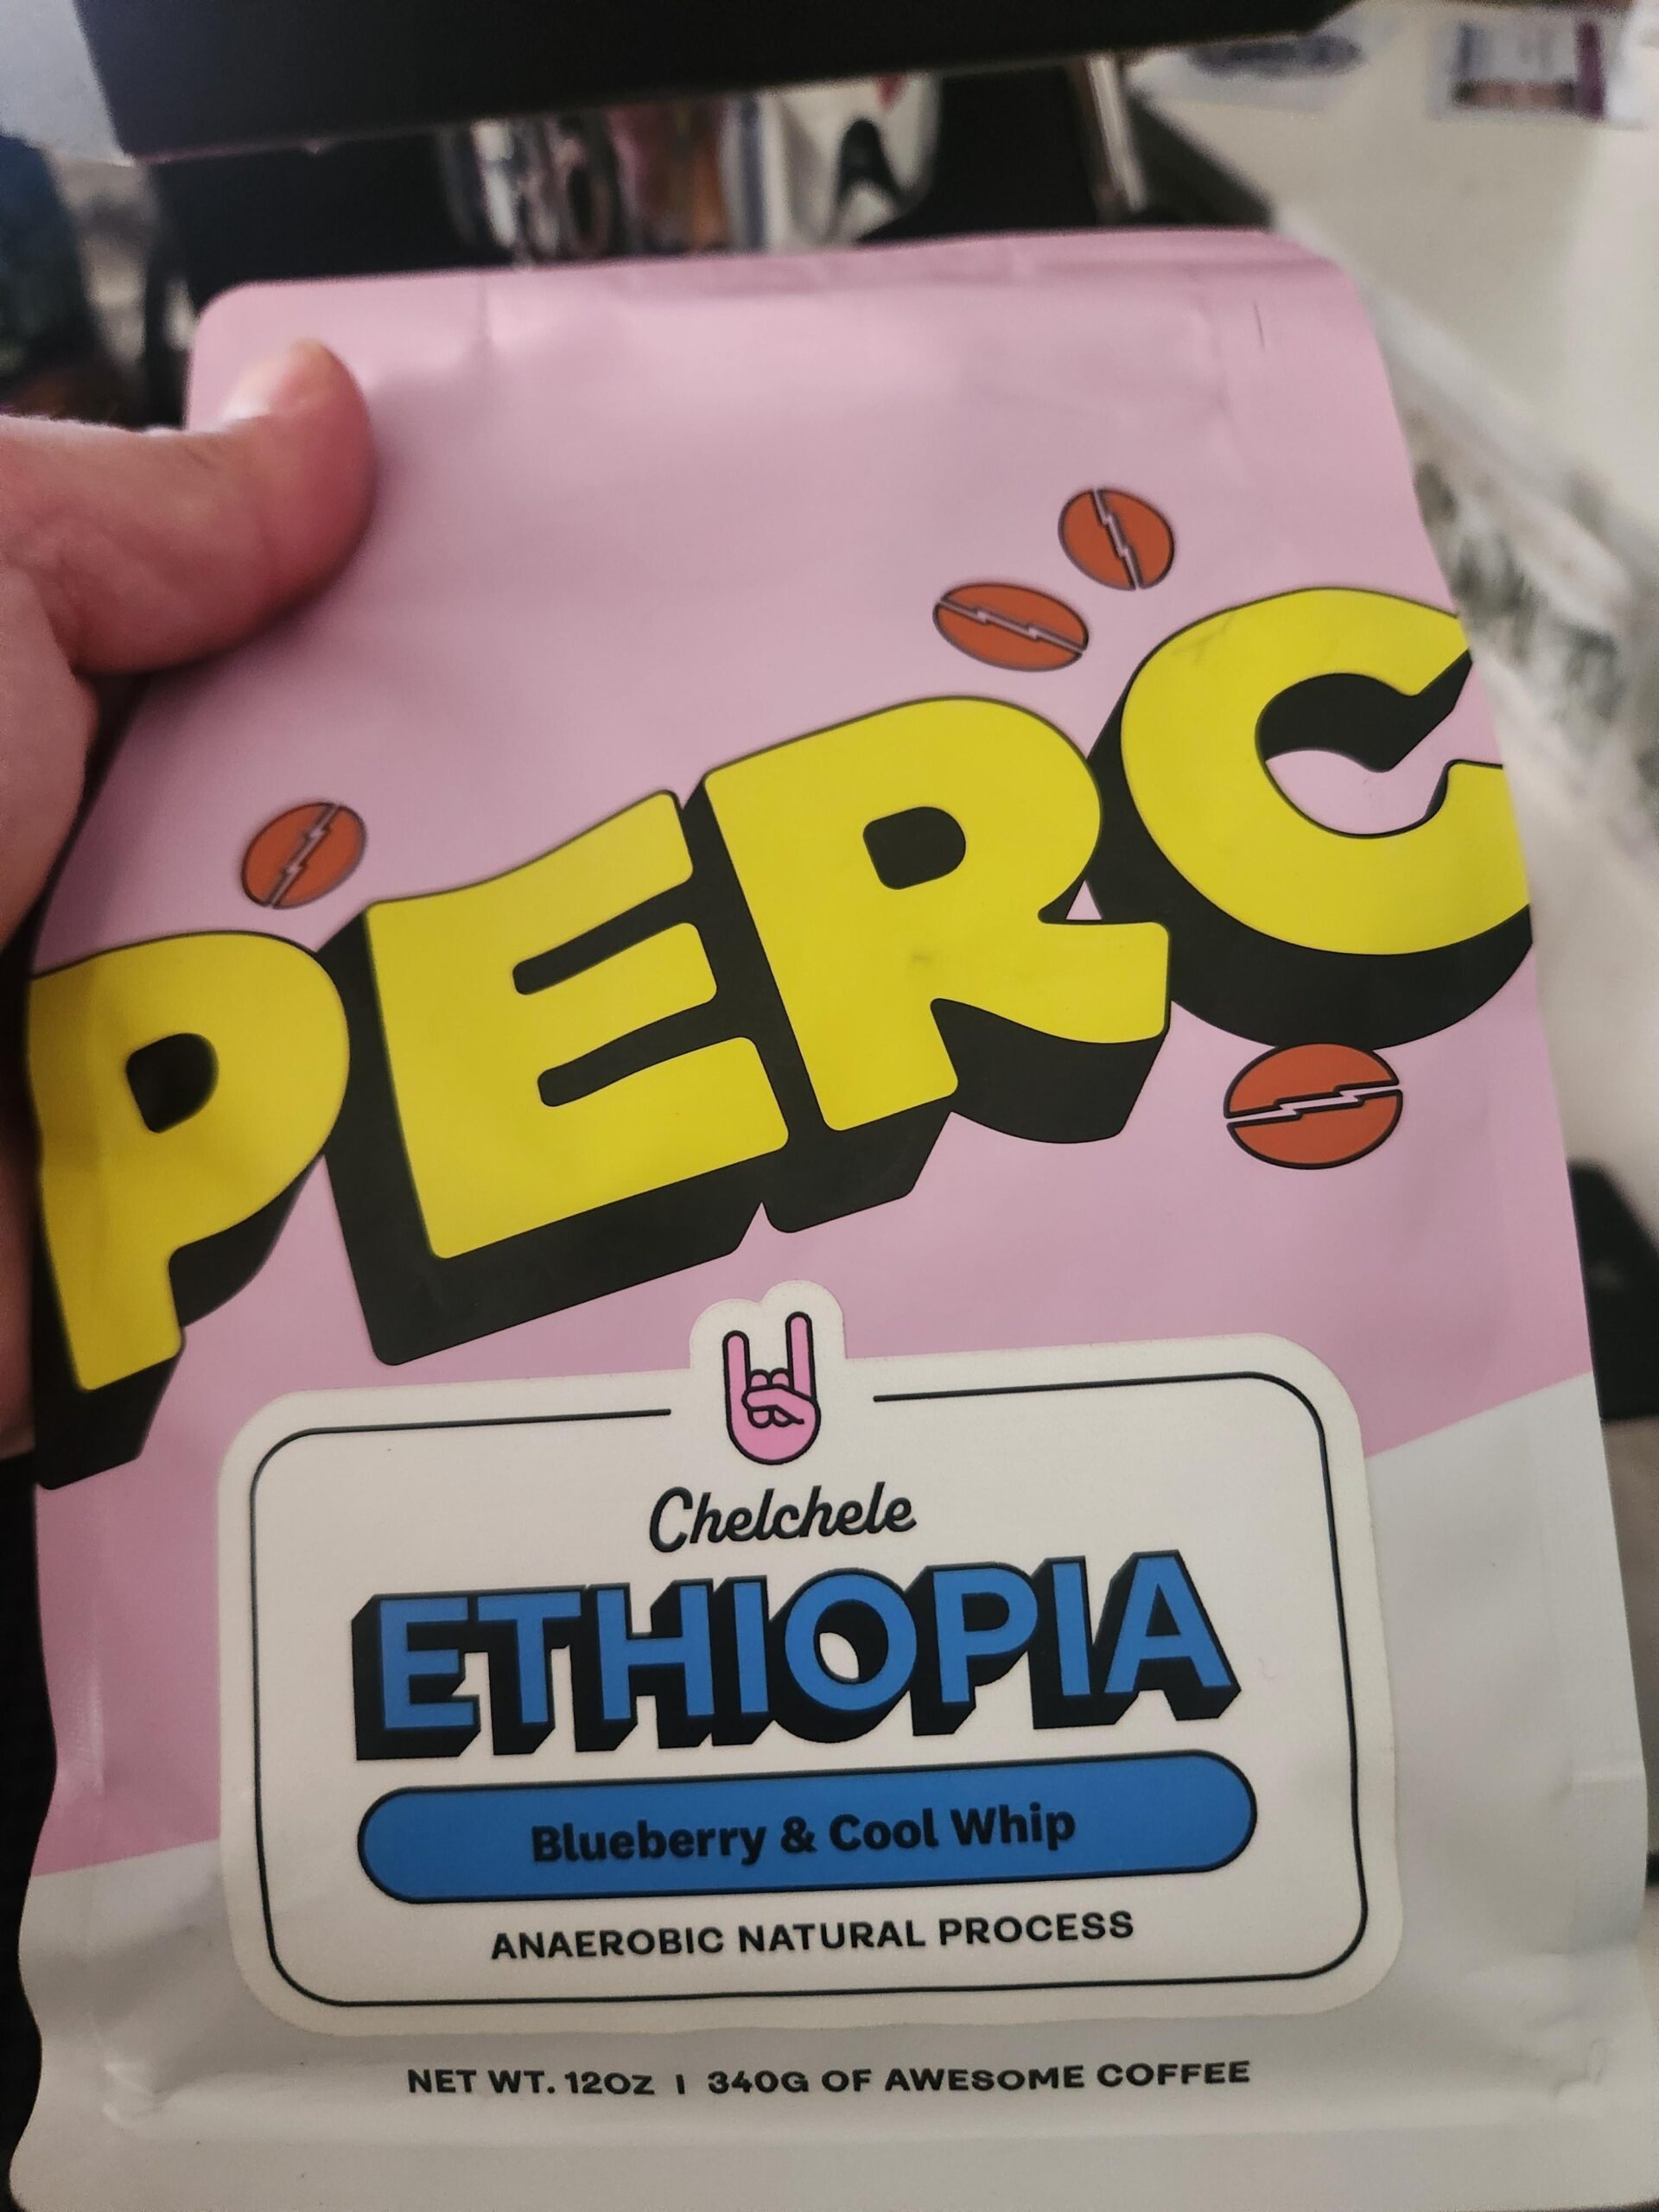 PERC
Chelchele
ETHIOPIA
Blueberry & Cool Whip
ANAEROBIC NATURAL PROCESS
NET WT. 12OZ | 340G OF AWESOME COFFEE